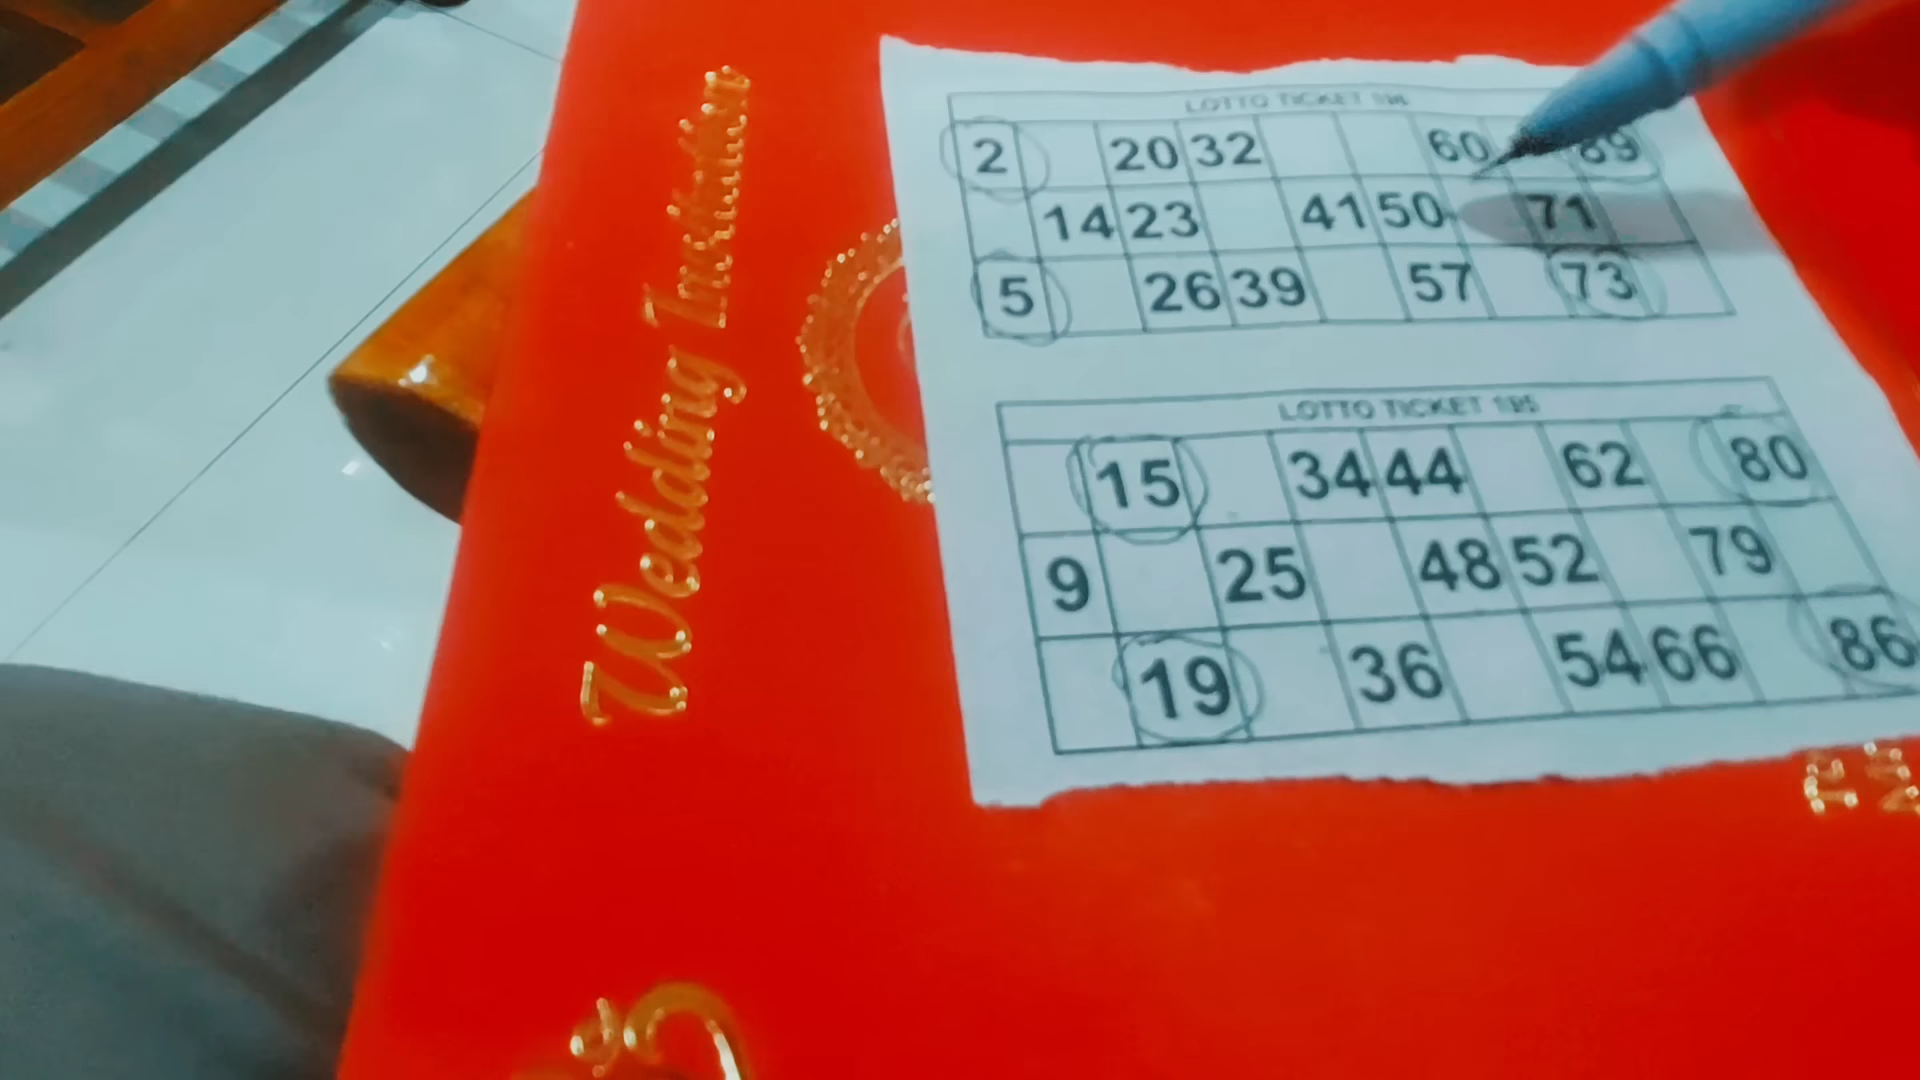 Wedding Invitation
LOTTO TICKET
2 20 32 60 89
14 23 41 50 71
5 26 39 57 73
LOTTO TICKET
15 34 44 62 80
9 25 48 52 79
19 36 54 66 86